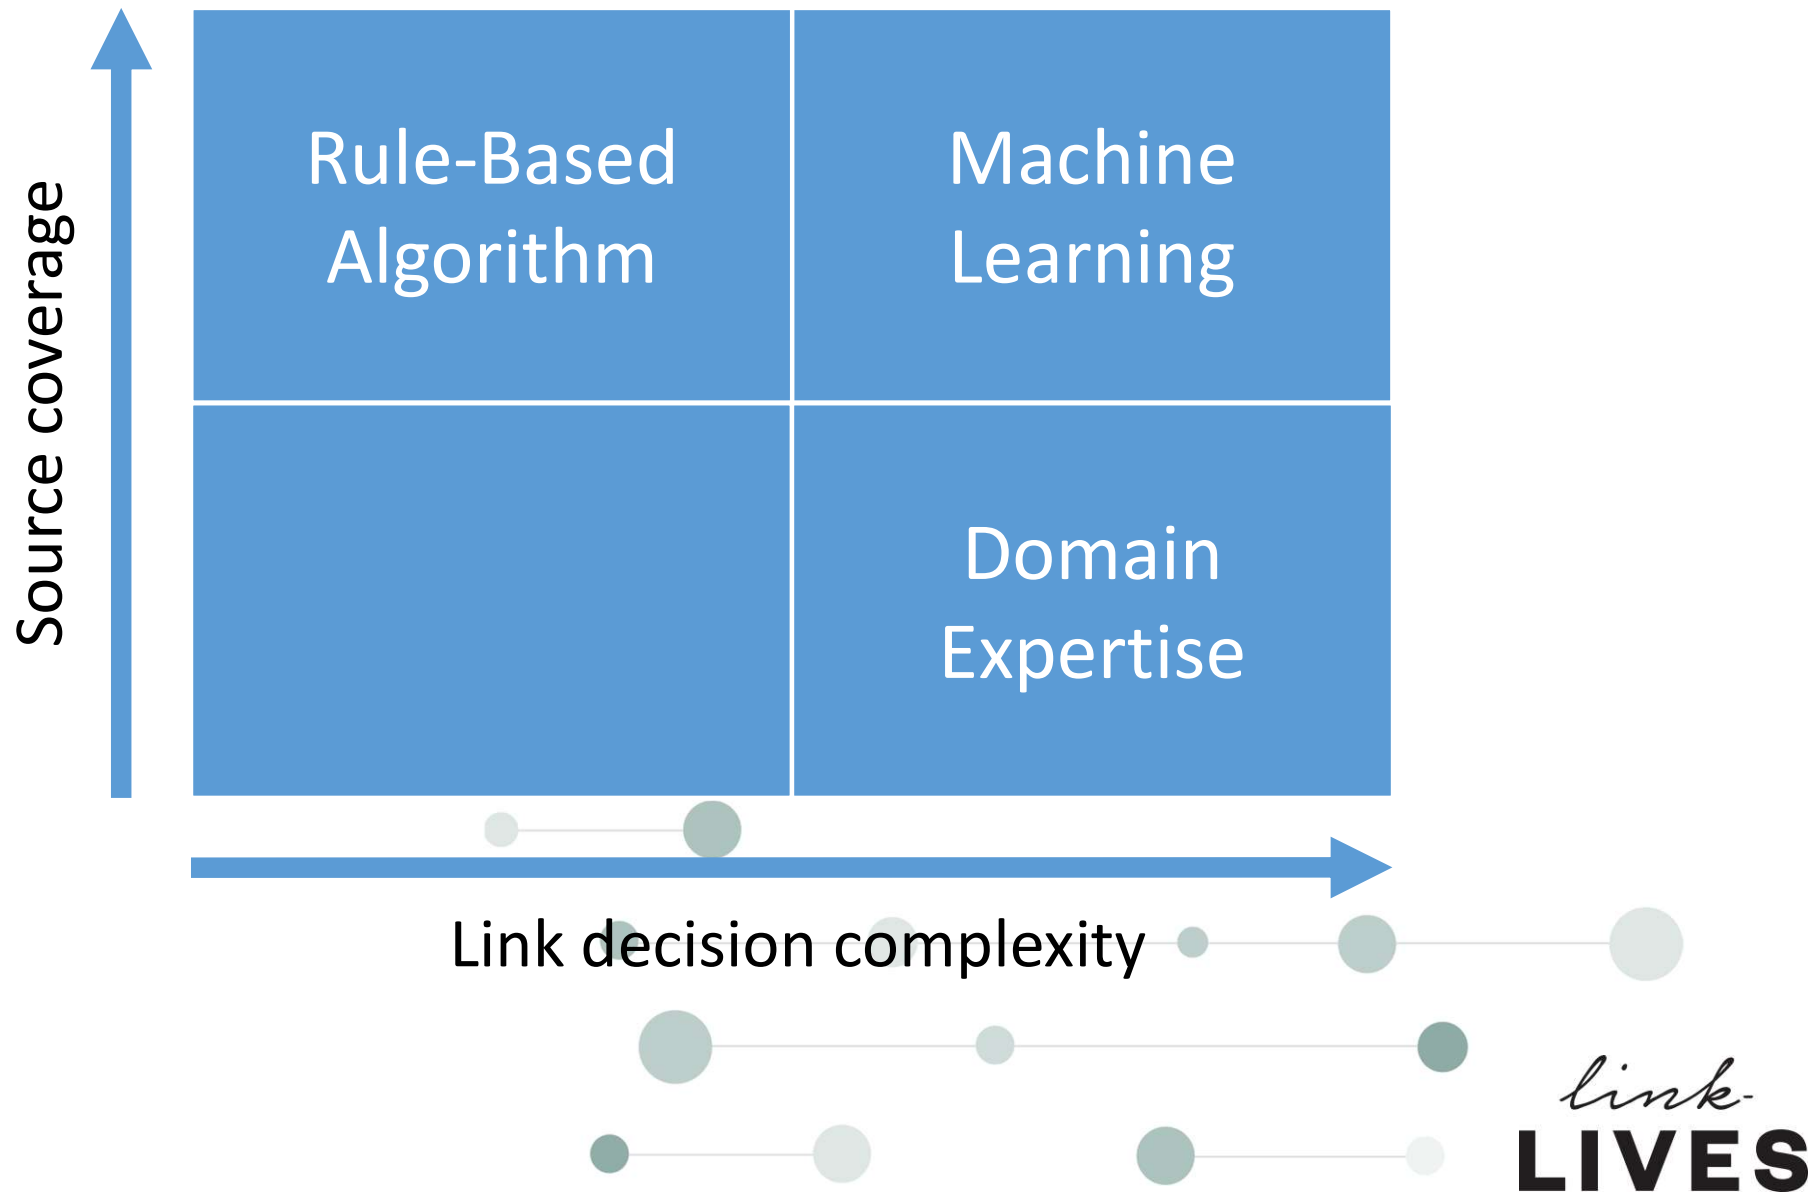 Source coverage
Rule-Based
Algorithm
Machine
Learning
Domain
Expertise
Link decision complexity
link-
LIVES